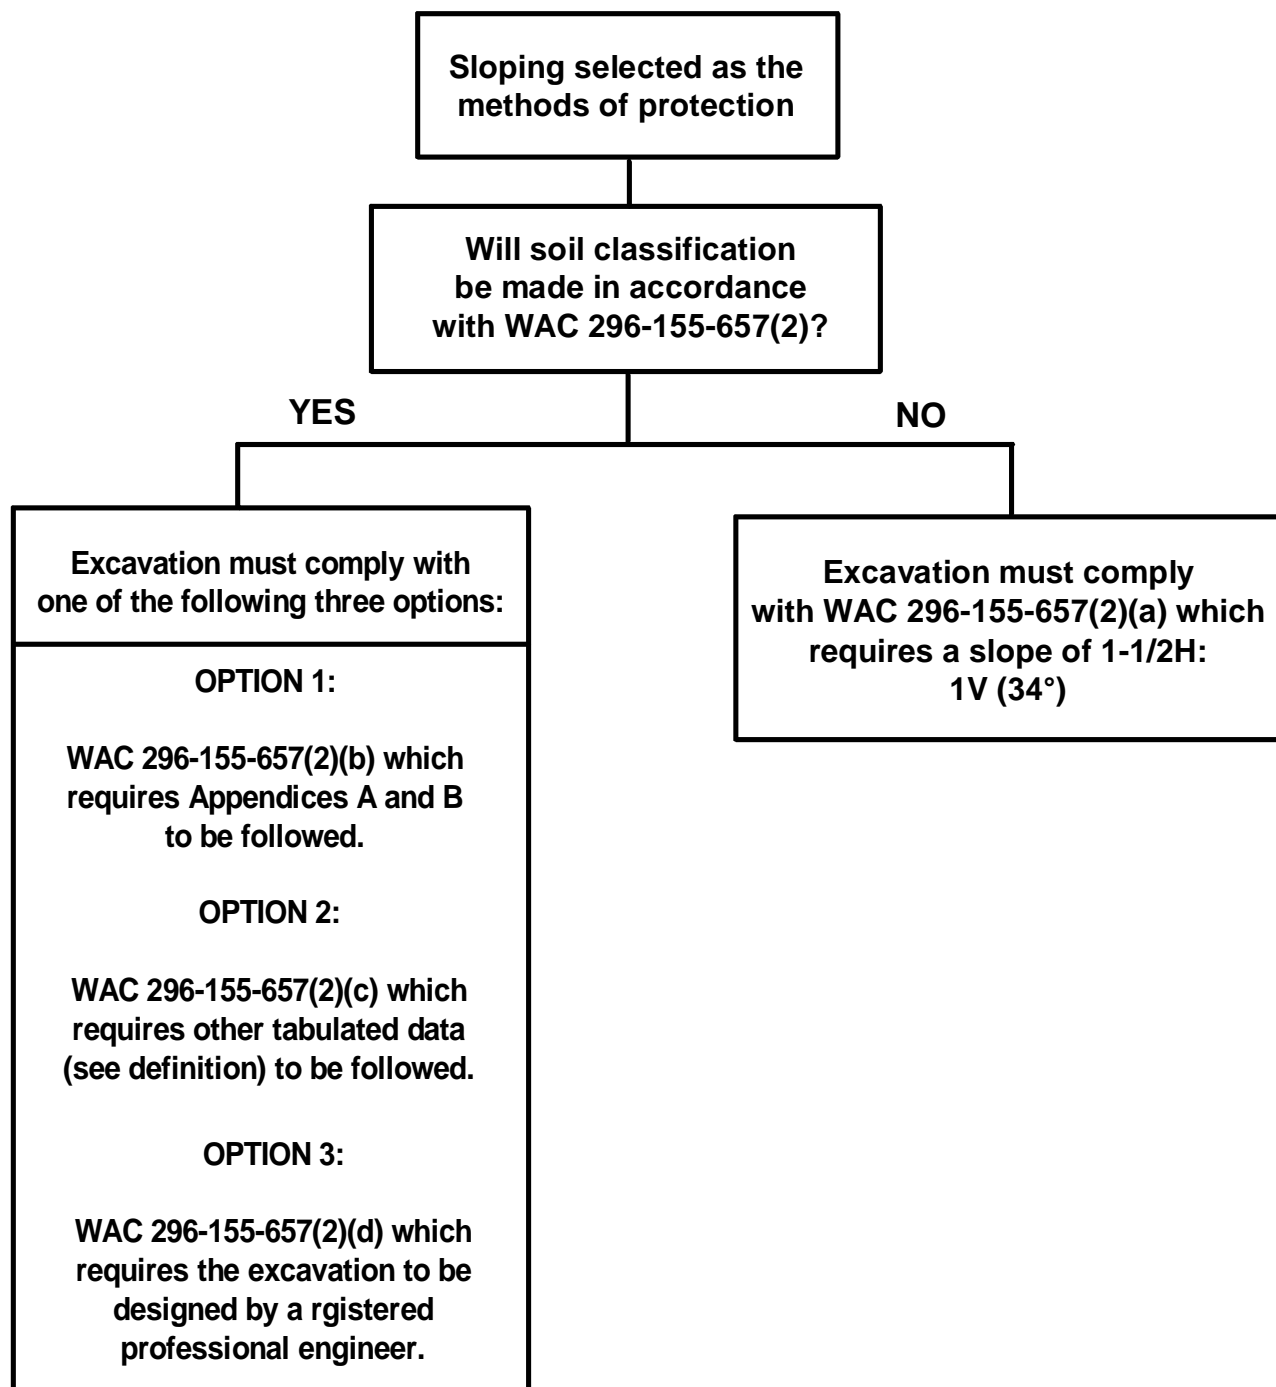 Sloping selected as the
methods of protection
Will soil classification
be made in accordance
with WAC 296-155-657(2)?
YES
NO
Excavation must comply with
one of the following three options:
OPTION 1:
WAC 296-155-657(2)(b) which
requires Appendices A and B
to be followed.
OPTION 2:
WAC 296-155-657(2)(c) which
requires other tabulated data
(see definition) to be followed.
OPTION 3:
WAC 296-155-657(2)(d) which
requires the excavation to be
designed by a rgistered
professional engineer.
Excavation must comply
with WAC 296-155-657(2)(a) which
requires a slope of 1-1/2H:
1V (34°)